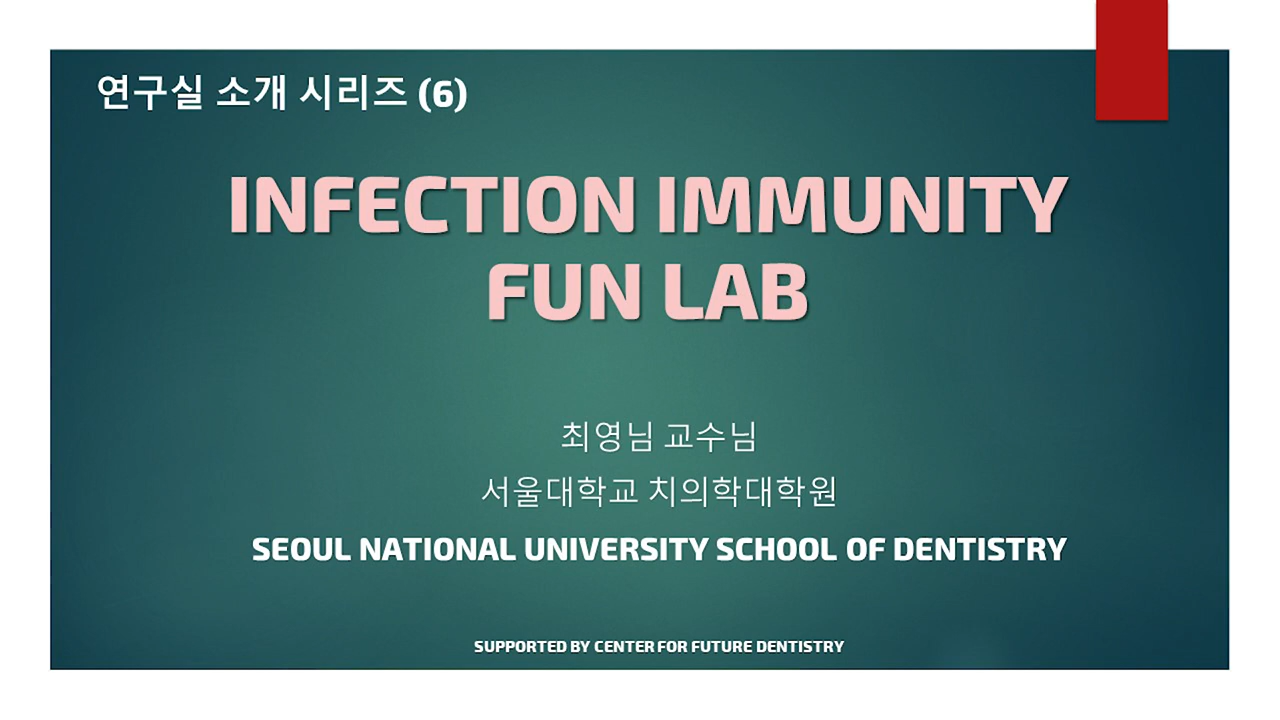 연구실 소개 시리즈 (6)
INFECTION IMMUNITY
FUN LAB
최영님 교수님
서울대학교 치의학대학원
SEOUL NATIONAL UNIVERSITY SCHOOL OF DENTISTRY
SUPPORTED BY CENTER FOR FUTURE DENTISTRY